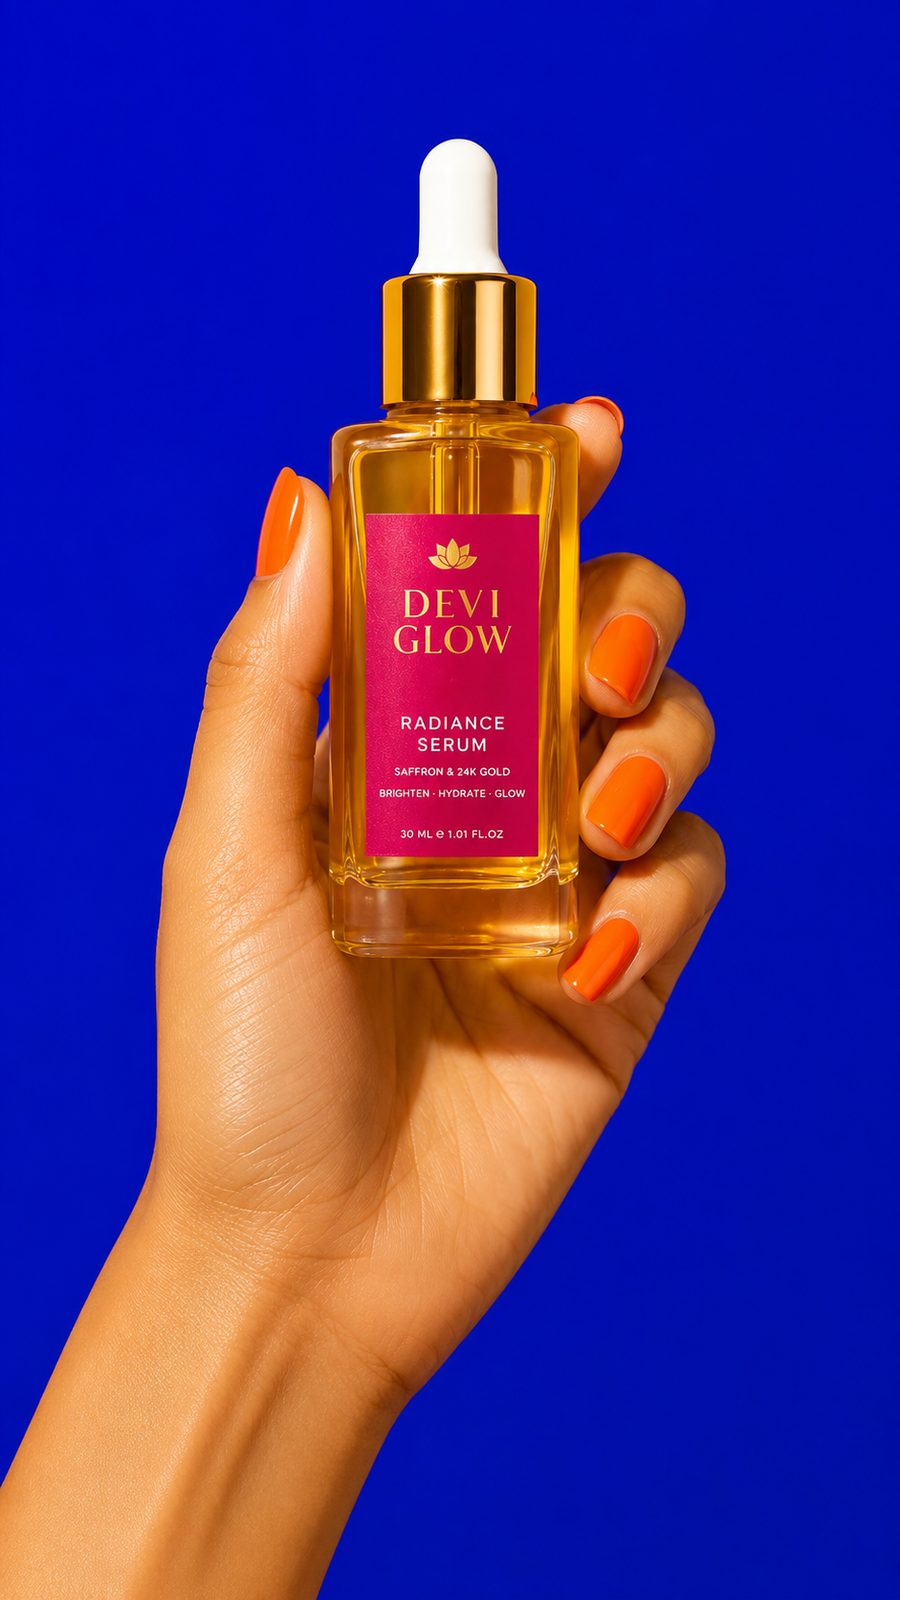 DEVI
GLOW
RADIANCE
SERUM
SAFFRON & 24K GOLD
BRIGHTEN · HYDRATE · GLOW
30 ML e 1.01 FL.OZ